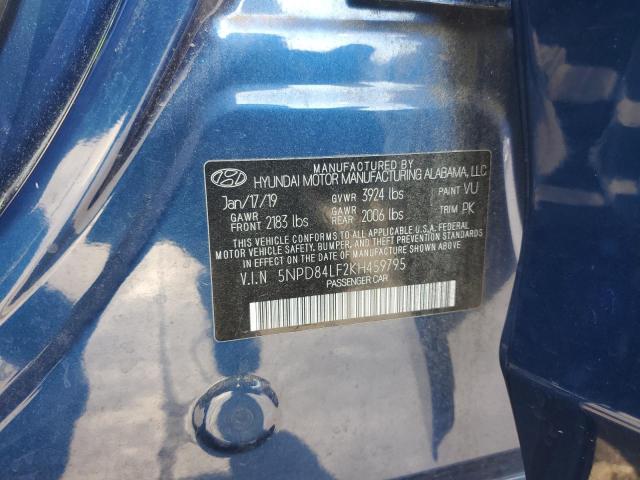 MANUFACTURED BY
HYUNDAI MOTOR MANUFACTURING ALABAMA, LLC
Jan/17/19 GVWR 3924 lbs PAINT VU
GAWR FRONT 2183 lbs GAWR REAR 2006 lbs TRIM PK
THIS VEHICLE CONFORMS TO ALL APPLICABLE U.S.A. FEDERAL
MOTOR VEHICLE SAFETY, BUMPER, AND THEFT PREVENTION STANDARDS
IN EFFECT ON THE DATE OF MANUFACTURE SHOWN ABOVE.
V.I.N 5NPD84LF2KH459795
PASSENGER CAR